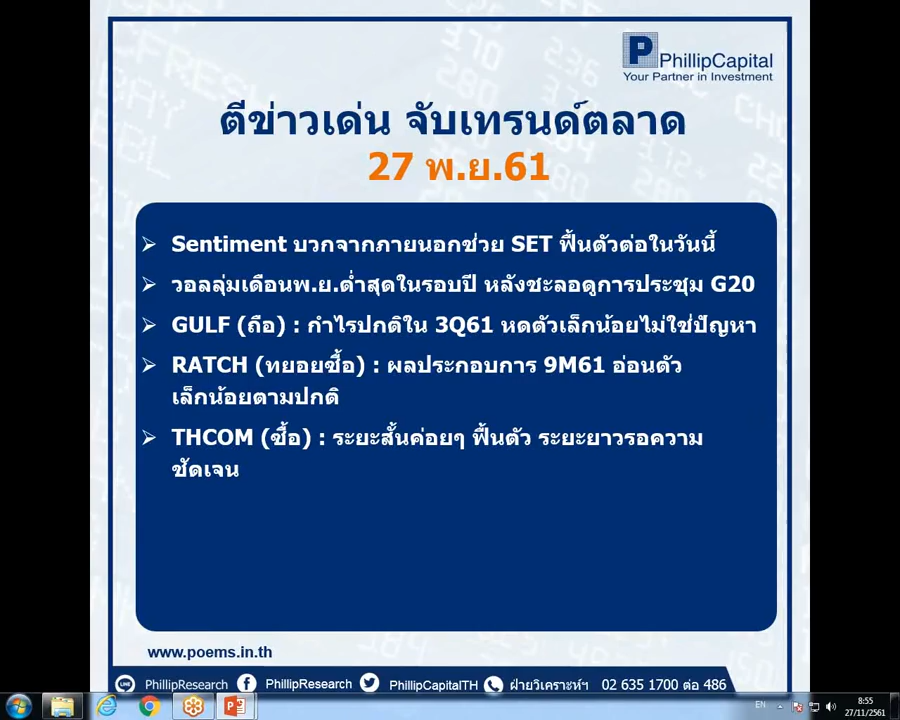 PhillipCapital
Your Partner in Investment
ตีข่าวเด่น จับเทรนด์ตลาด
27 พ.ย.61
Sentiment บวกจากภายนอกช่วย SET ฟื้นตัวต่อในวันนี้
วอลลุ่มเดือนพ.ย.ต่ำสุดในรอบปี หลังชะลอดูการประชุม G20
GULF (ถือ) : กำไรปกติใน 3Q61 หดตัวเล็กน้อยไม่ใช่ปัญหา
RATCH (ทยอยซื้อ) : ผลประกอบการ 9M61 อ่อนตัว
เล็กน้อยตามปกติ
THCOM (ซื้อ) : ระยะสั้นค่อยๆ ฟื้นตัว ระยะยาวรอความ
ชัดเจน
www.poems.in.th
PhillipResearch PhillipResearch PhillipCapitalTH ฝ่ายวิเคราะห์ฯ 02 635 1700 ต่อ 486
EN 8:55
27/11/2561